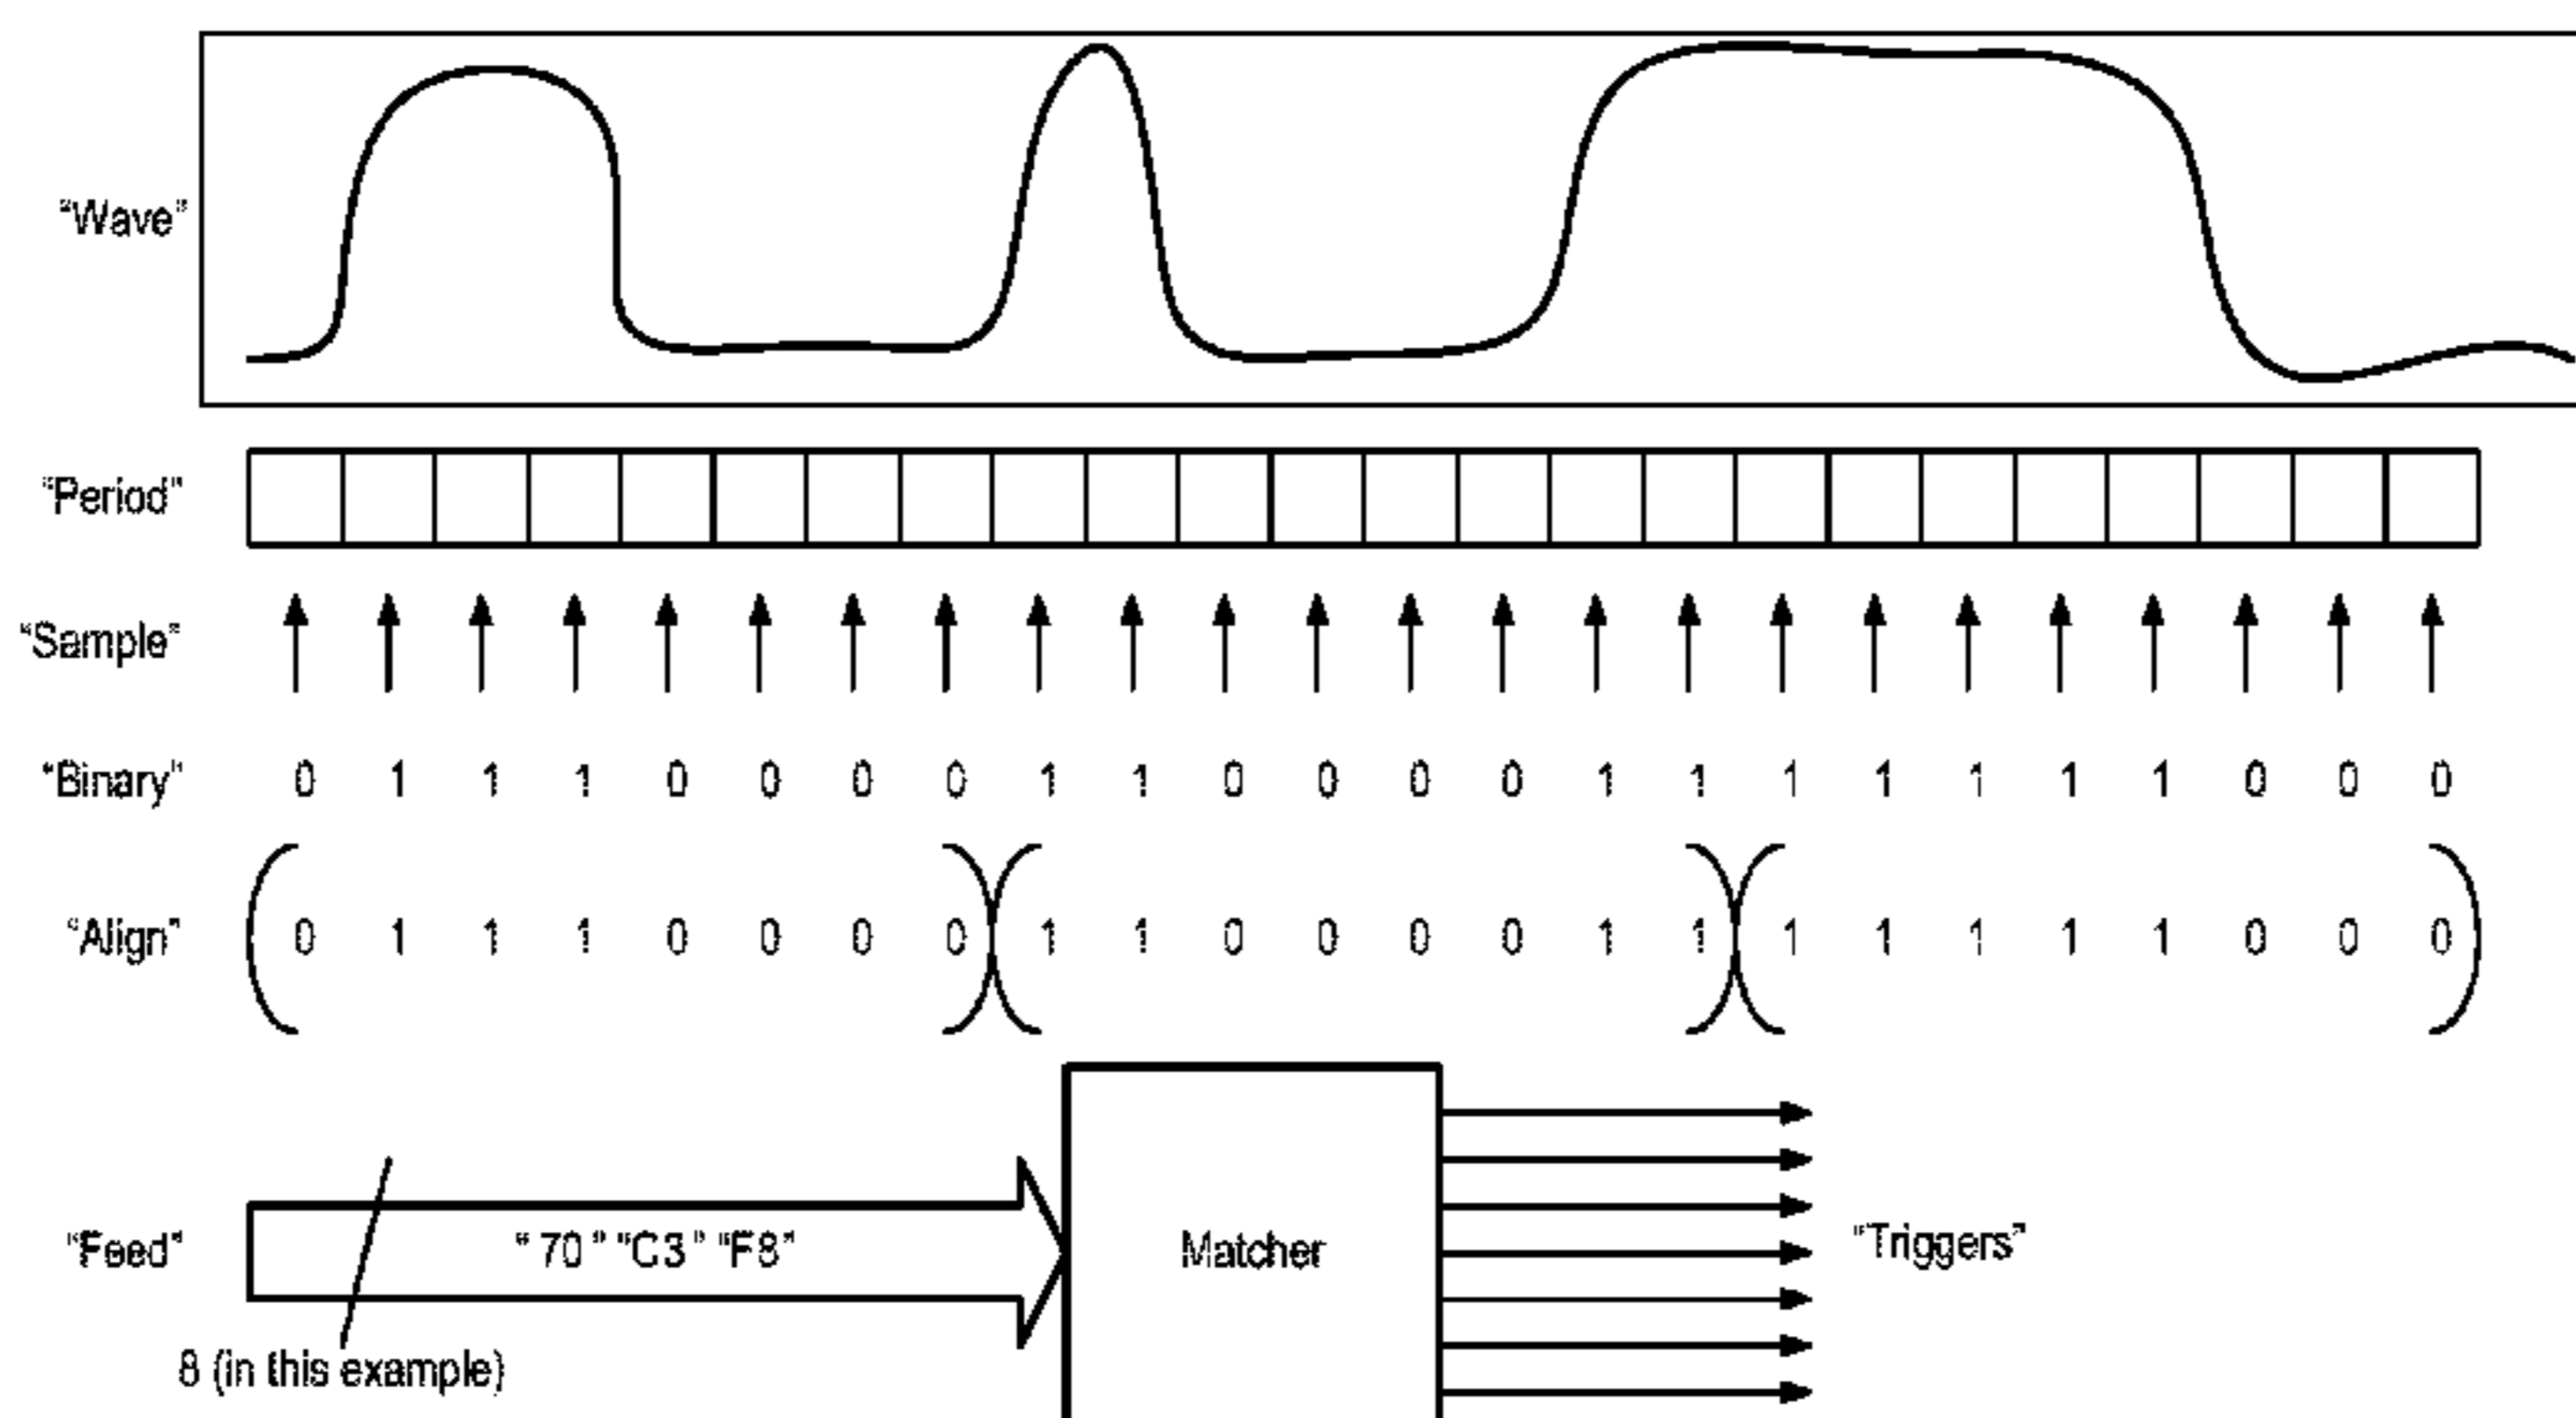 "Wave"
"Period"
"Sample"
"Binary" 0 1 1 1 0 0 0 0 1 1 0 0 0 0 1 1 1 1 1 1 1 0 0 0
"Align" 0 1 1 1 0 0 0 0 1 1 0 0 0 0 1 1 1 1 1 1 1 0 0 0
"Feed" "70" "C3" "F8" Matcher "Triggers"
8 (in this example)